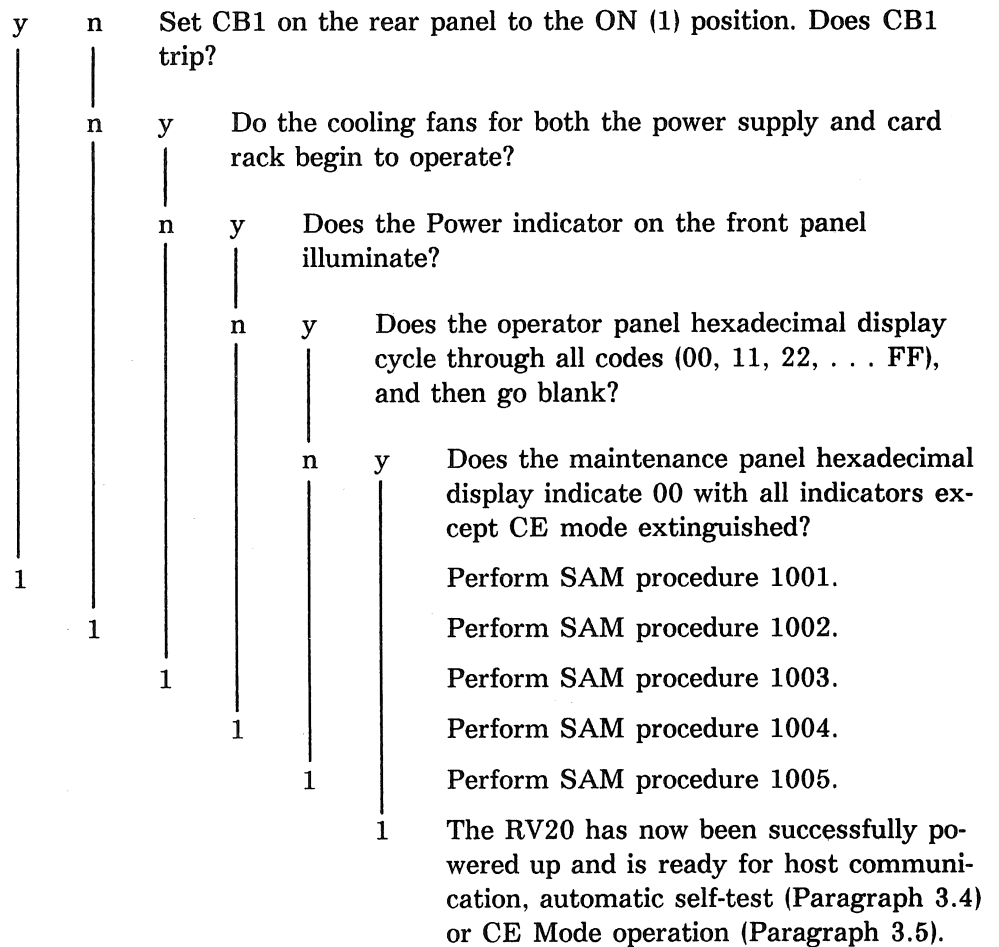 y n Set CB1 on the rear panel to the ON (1) position. Does CB1
trip?
n y Do the cooling fans for both the power supply and card
rack begin to operate?
n y Does the Power indicator on the front panel
illuminate?
n y Does the operator panel hexadecimal display
cycle through all codes (00, 11, 22, . . . FF),
and then go blank?
n y Does the maintenance panel hexadecimal
display indicate 00 with all indicators ex-
cept CE mode extinguished?
1 Perform SAM procedure 1001.
1 Perform SAM procedure 1002.
1 Perform SAM procedure 1003.
1 Perform SAM procedure 1004.
1 Perform SAM procedure 1005.
1 The RV20 has now been successfully po-
wered up and is ready for host communi-
cation, automatic self-test (Paragraph 3.4)
or CE Mode operation (Paragraph 3.5).